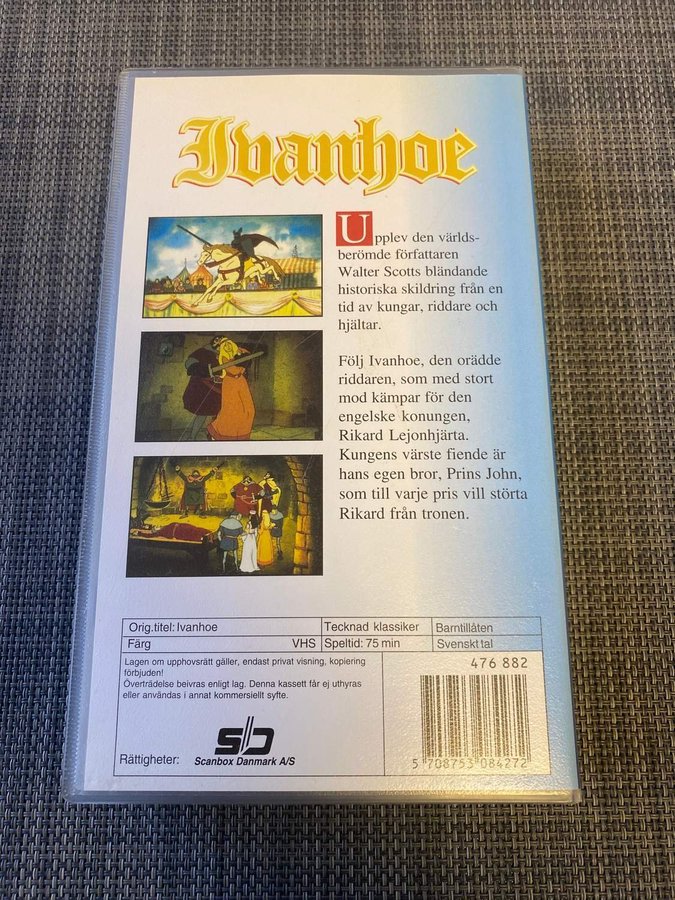 Ivanhoe
Upplev den världs-
berömde författaren
Walter Scotts bländande
historiska skildring från en
tid av kungar, riddare och
hjältar.
Följ Ivanhoe, den orädde
riddaren, som med stort
mod kämpar för den
engelske konungen,
Rikard Lejonhjärta.
Kungens värste fiende är
hans egen bror, Prins John,
som till varje pris vill störta
Rikard från tronen.
Orig.titel: Ivanhoe Tecknad klassiker Barntillåten
Färg VHS Speltid: 75 min Svenskt tal
Lagen om upphovsrätt gäller, endast privat visning, kopiering
förbjuden!
Överträdelse beivras enligt lag. Denna kassett får ej uthyras
eller användas i annat kommersiellt syfte.
Rättigheter:
sb
Scanbox Danmark A/S
476 882
5 708753 084272